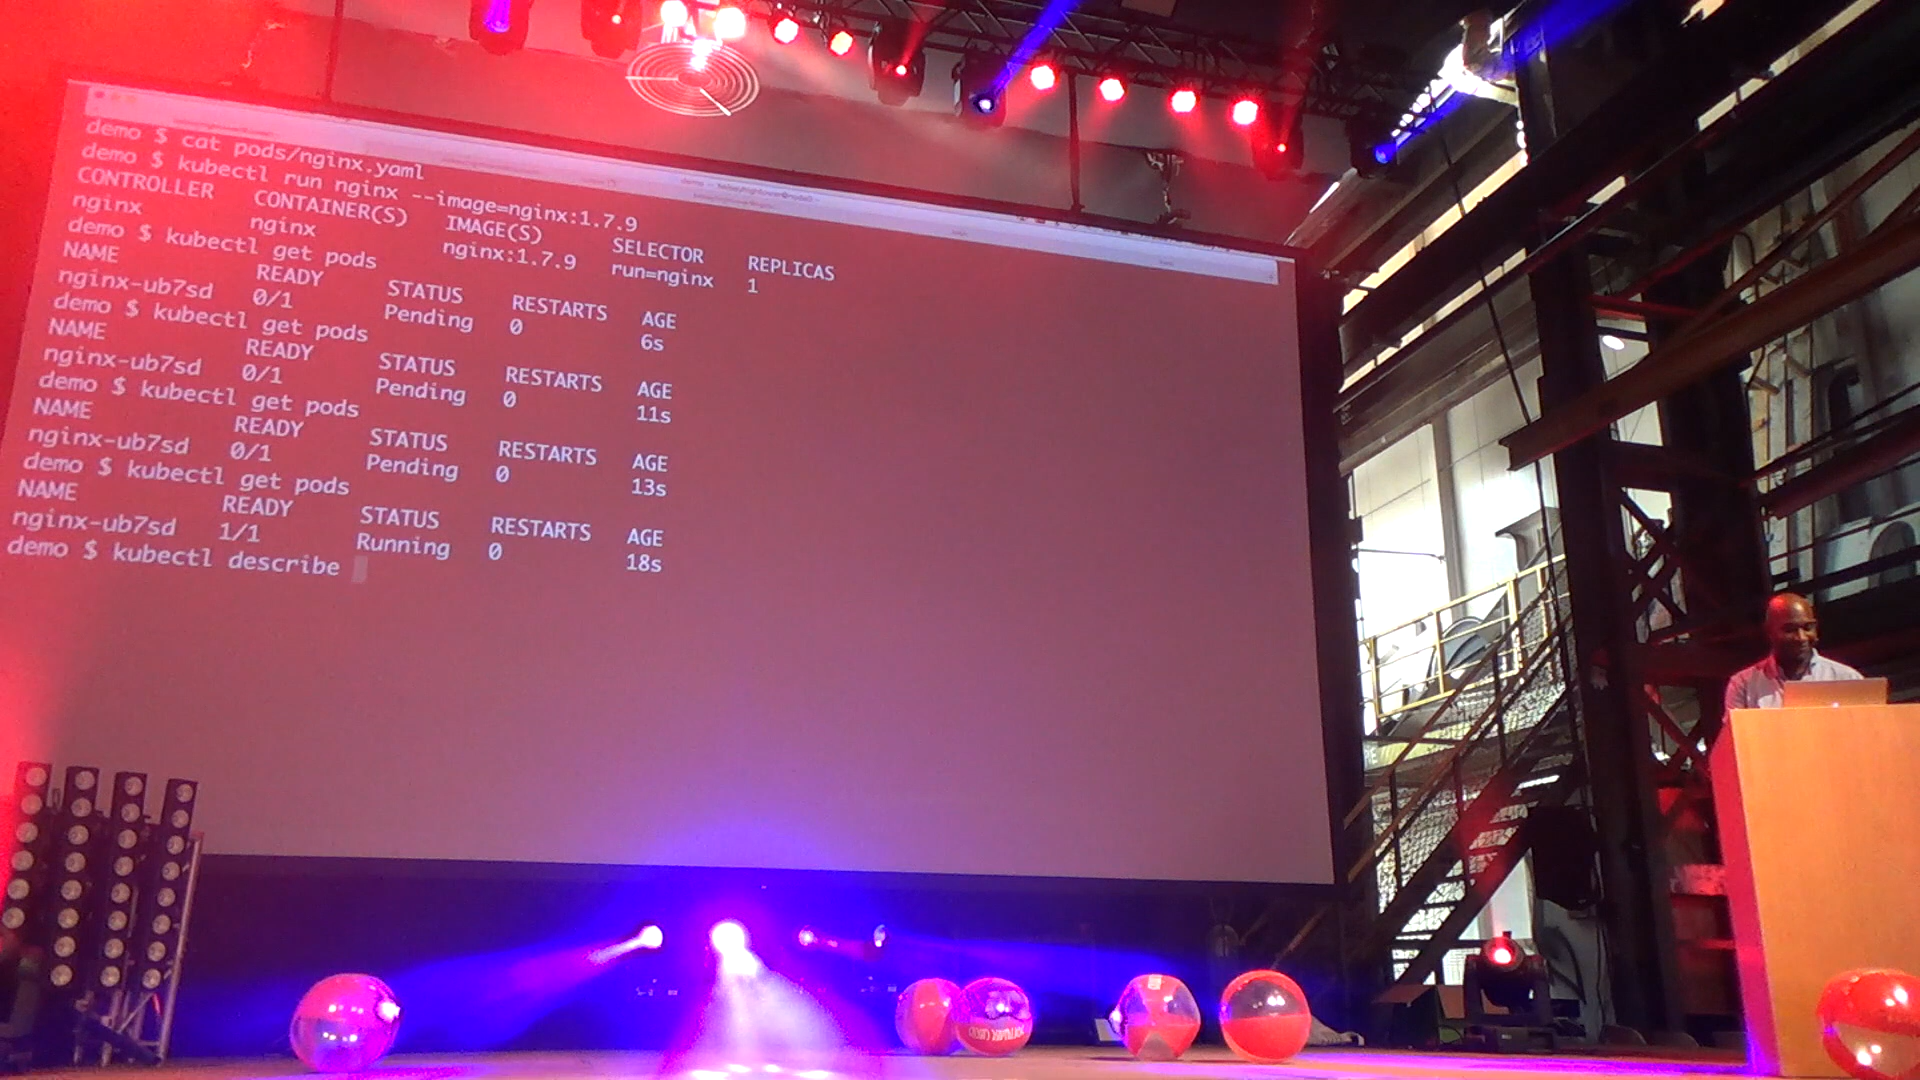 demo $ cat pods/nginx.yaml
demo $ kubectl run nginx --image=nginx:1.7.9
CONTROLLER CONTAINER(S) IMAGE(S) SELECTOR REPLICAS
nginx nginx nginx:1.7.9 run=nginx 1
demo $ kubectl get pods
NAME READY STATUS RESTARTS AGE
nginx-ub7sd 0/1 Pending 0 6s
demo $ kubectl get pods
NAME READY STATUS RESTARTS AGE
nginx-ub7sd 0/1 Pending 0 11s
demo $ kubectl get pods
NAME READY STATUS RESTARTS AGE
nginx-ub7sd 0/1 Pending 0 13s
demo $ kubectl get pods
NAME READY STATUS RESTARTS AGE
nginx-ub7sd 1/1 Running 0 18s
demo $ kubectl describe